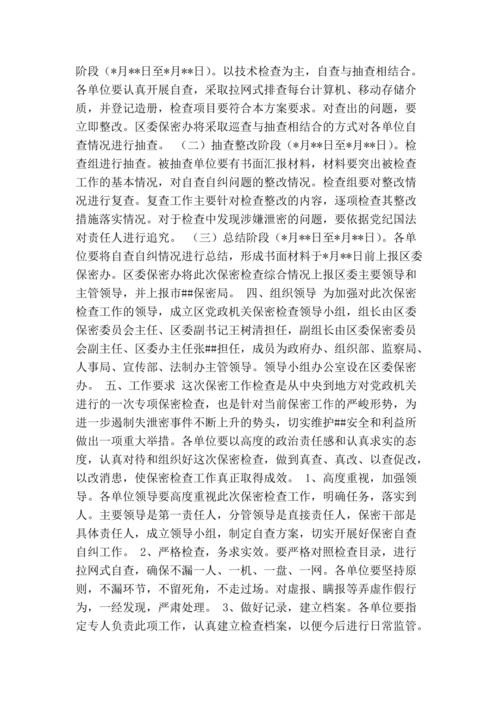 阶段（*月**日至*月**日）。以技术检查为主，自查与抽查相结合。
各单位要认真开展自查，采取拉网式排查每台计算机、移动存储介
质，并登记造册，检查项目要符合本方案要求。对查出的问题，要
立即整改。区委保密办将采取巡查与抽查相结合的方式对各单位自
查情况进行抽查。 （二）抽查整改阶段（*月**日至*月**日）。检
查组进行抽查。被抽查单位要有书面汇报材料，材料要突出被检查
工作的基本情况，对自查自纠问题的整改情况。检查组要对整改情
况进行复查。复查工作主要针对检查整改的内容，逐项检查其整改
措施落实情况。对于检查中发现涉嫌泄密的问题，要依据党纪国法
对责任人进行追究。 （三）总结阶段（*月**日至*月**日）。各单
位要将自查自纠情况进行总结，形成书面材料于*月**日前上报区委
保密办。区委保密办将此次保密检查综合情况上报区委主要领导和
主管领导，并上报市##保密局。 四、组织领导 为加强对此次保密
检查工作的领导，成立区党政机关保密检查领导小组，组长由区委
保密委员会主任、区委副书记王树清担任，副组长由区委保密委员
会副主任、区委办主任张##担任，成员为政府办、组织部、监察局、
人事局、宣传部、法制办主管领导。领导小组办公室设在区委保密
办。 五、工作要求 这次保密工作检查是从中央到地方对党政机关
进行的一次专项保密检查，也是针对当前保密工作的严峻形势，为
进一步遏制失泄密事件不断上升的势头，切实维护##安全和利益所
做出一项重大举措。各单位要以高度的政治责任感和认真求实的态
度，认真对待和组织好这次保密检查，做到真查、真改、以查促改，
以改消患，使保密检查工作真正取得成效。 1、高度重视，加强领
导。各单位领导要高度重视此次保密检查工作，明确任务，落实到
人。主要领导是第一责任人，分管领导是直接责任人，保密干部是
具体责任人，成立领导小组，制定自查方案，切实开展好保密自查
自纠工作。 2、严格检查，务求实效。要严格对照检查目录，进行
拉网式自查，确保不漏一人、一机、一盘、一网。各单位要坚持原
则，不漏环节，不留死角，不走过场。对虚报、瞒报等弄虚作假行
为，一经发现，严肃处理。 3、做好记录，建立档案。各单位要指
定专人负责此项工作，认真建立检查档案，以便今后进行日常监管。